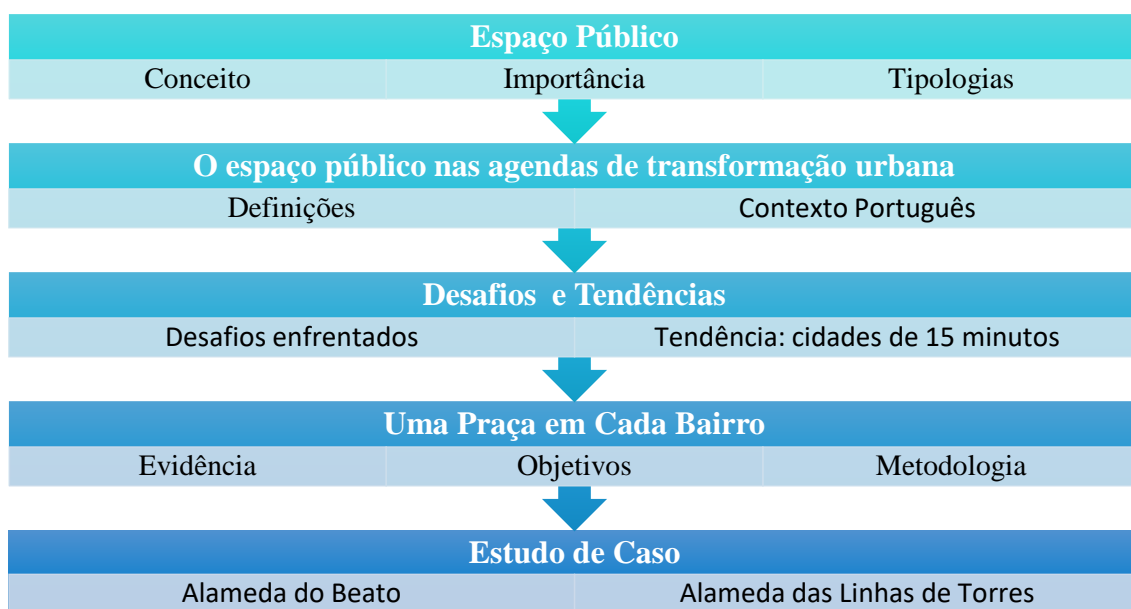 Espaço Público
Conceito Importância Tipologias
O espaço público nas agendas de transformação urbana
Definições Contexto Português
Desafios e Tendências
Desafios enfrentados Tendência: cidades de 15 minutos
Uma Praça em Cada Bairro
Evidência Objetivos Metodologia
Estudo de Caso
Alameda do Beato Alameda das Linhas de Torres